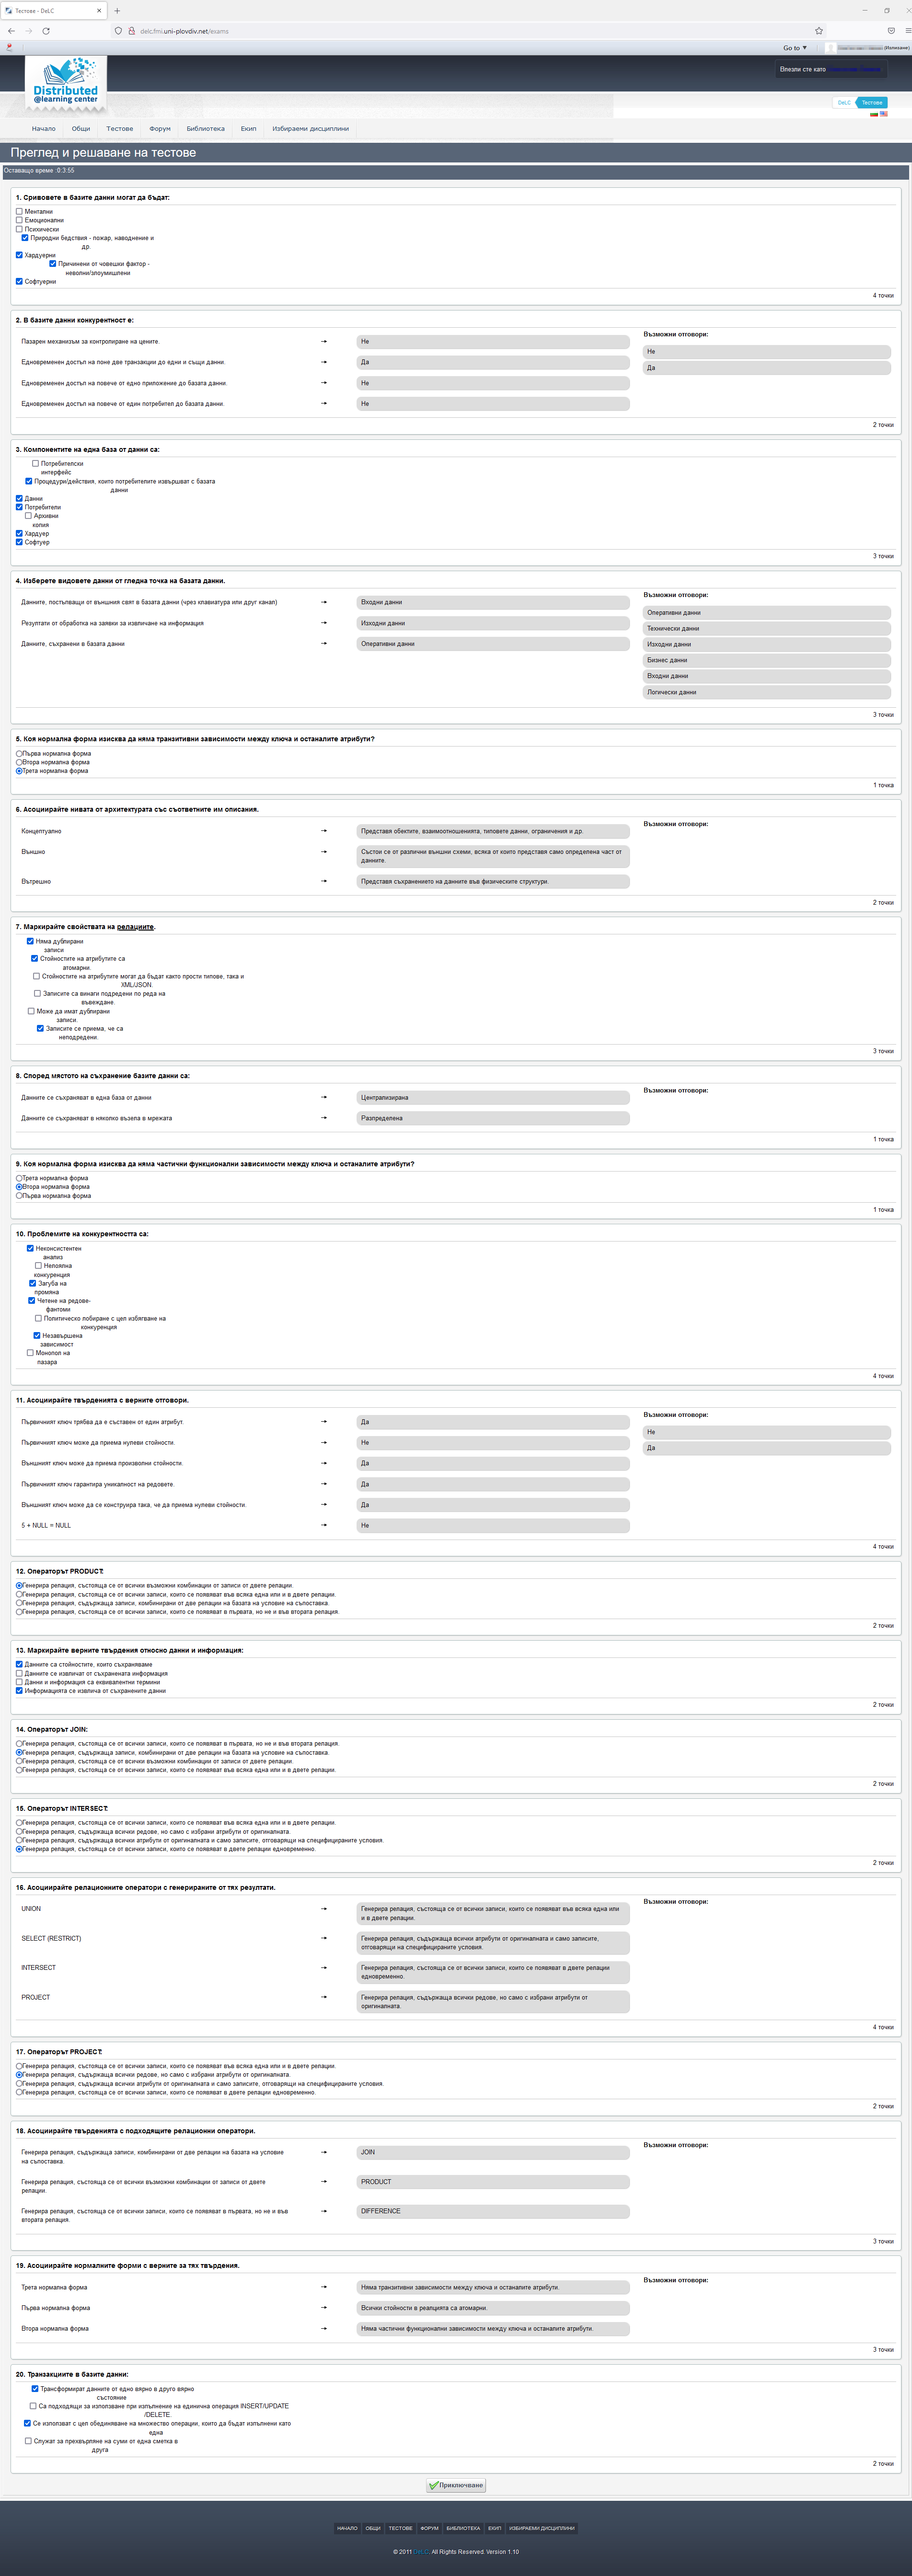 Тестове - DeLC
delc.fmi.uni-plovdiv.net/exams
Go to
(Излизане)
Distributed
@learning center
Влезли сте като
DeLC Тестове
Начало Общи Тестове Форум Библиотека Екип Избираеми дисциплини
Преглед и решаване на тестове
Оставащо време :0:3:55
1. Сривовете в базите данни могат да бъдат:
Ментални
Емоционални
Психически
Природни бедствия - пожар, наводнение и
др.
Хардуерни
Причинени от човешки фактор -
неволни/злоумишлени
Софтуерни
4 точки
2. В базите данни конкурентност е:
Възможни отговори:
Пазарен механизъм за контролиране на цените. Не
Не
Едновременен достъп на поне две транзакции до едни и същи данни. Да
Да
Едновременен достъп на повече от едно приложение до базата данни. Не
Едновременен достъп на повече от един потребител до базата данни. Не
2 точки
3. Компонентите на една база от данни са:
Потребителски
интерфейс
Процедури/действия, които потребителите извършват с базата
данни
Данни
Потребители
Архивни
копия
Хардуер
Софтуер
3 точки
4. Изберете видовете данни от гледна точка на базата данни.
Възможни отговори:
Данните, постъпващи от външния свят в базата данни (чрез клавиатура или друг канал) Входни данни
Оперативни данни
Резултати от обработка на заявки за извличане на информация Изходни данни
Технически данни
Данните, съхранени в базата данни Оперативни данни
Изходни данни
Бизнес данни
Входни данни
Логически данни
3 точки
5. Коя нормална форма изисква да няма транзитивни зависимости между ключа и останалите атрибути?
Първа нормална форма
Втора нормална форма
Трета нормална форма
1 точка
6. Асоциирайте нивата от архитектурата със съответните им описания.
Възможни отговори:
Концептуално Представя обектите, взаимоотношенията, типовете данни, ограничения и др.
Външно Състои се от различни външни схеми, всяка от които представя само определена част от
данните.
Вътрешно Представя съхранението на данните във физическите структури.
2 точки
7. Маркирайте свойствата на релациите.
Няма дублирани
записи
Стойностите на атрибутите са
атомарни.
Стойностите на атрибутите могат да бъдат както прости типове, така и
XML/JSON.
Записите са винаги подредени по реда на
въвеждане.
Може да имат дублирани
записи.
Записите се приема, че са
неподредени.
3 точки
8. Според мястото на съхранение базите данни са:
Възможни отговори:
Данните се съхраняват в една база от данни Централизирана
Данните се съхраняват в няколко възела в мрежата Разпределена
1 точка
9. Коя нормална форма изисква да няма частични функционални зависимости между ключа и останалите атрибути?
Трета нормална форма
Втора нормална форма
Първа нормална форма
1 точка
10. Проблемите на конкурентността са:
Неконсистентен
анализ
Нелоялна
конкуренция
Загуба на
промяна
Четене на редове-
фантоми
Политическо лобиране с цел избягване на
конкуренция
Незавършена
зависимост
Монопол на
пазара
4 точки
11. Асоциирайте твърденията с верните отговори.
Възможни отговори:
Първичният ключ трябва да е съставен от един атрибут. Да
Не
Първичният ключ може да приема нулеви стойности. Не
Да
Външният ключ може да приема произволни стойности. Да
Първичният ключ гарантира уникалност на редовете. Да
Външният ключ може да се конструира така, че да приема нулеви стойности. Да
5 + NULL = NULL Не
4 точки
12. Операторът PRODUCT:
Генерира релация, състояща се от всички възможни комбинации от записи от двете релации.
Генерира релация, състояща се от всички записи, които се появяват във всяка една или и в двете релации.
Генерира релация, съдържаща записи, комбинирани от две релации на базата на условие на съпоставка.
Генерира релация, състояща се от всички записи, които се появяват в първата, но не и във втората релация.
2 точки
13. Маркирайте верните твърдения относно данни и информация:
Данните са стойностите, които съхраняваме
Данните се извличат от съхранената информация
Данни и информация са еквивалентни термини
Информацията се извлича от съхранените данни
2 точки
14. Операторът JOIN:
Генерира релация, състояща се от всички записи, които се появяват в първата, но не и във втората релация.
Генерира релация, съдържаща записи, комбинирани от две релации на базата на условие на съпоставка.
Генерира релация, състояща се от всички възможни комбинации от записи от двете релации.
Генерира релация, състояща се от всички записи, които се появяват във всяка една или и в двете релации.
2 точки
15. Операторът INTERSECT:
Генерира релация, състояща се от всички записи, които се появяват във всяка една или и в двете релации.
Генерира релация, съдържаща всички редове, но само с избрани атрибути от оригиналната.
Генерира релация, съдържаща всички атрибути от оригиналната и само записите, отговарящи на специфицираните условия.
Генерира релация, състояща се от всички записи, които се появяват в двете релации едновременно.
2 точки
16. Асоциирайте релационните оператори с генерираните от тях резултати.
Възможни отговори:
UNION Генерира релация, състояща се от всички записи, които се появяват във всяка една или
и в двете релации.
SELECT (RESTRICT) Генерира релация, съдържаща всички атрибути от оригиналната и само записите,
отговарящи на специфицираните условия.
INTERSECT Генерира релация, състояща се от всички записи, които се появяват в двете релации
едновременно.
PROJECT Генерира релация, съдържаща всички редове, но само с избрани атрибути от
оригиналната.
4 точки
17. Операторът PROJECT:
Генерира релация, състояща се от всички записи, които се появяват във всяка една или и в двете релации.
Генерира релация, съдържаща всички редове, но само с избрани атрибути от оригиналната.
Генерира релация, съдържаща всички атрибути от оригиналната и само записите, отговарящи на специфицираните условия.
Генерира релация, състояща се от всички записи, които се появяват в двете релации едновременно.
2 точки
18. Асоциирайте твърденията с подходящите релационни оператори.
Възможни отговори:
Генерира релация, съдържаща записи, комбинирани от две релации на базата на условие JOIN
на съпоставка.
Генерира релация, състояща се от всички възможни комбинации от записи от двете PRODUCT
релации.
Генерира релация, състояща се от всички записи, които се появяват в първата, но не и във DIFFERENCE
втората релация.
3 точки
19. Асоциирайте нормалните форми с верните за тях твърдения.
Възможни отговори:
Трета нормална форма Няма транзитивни зависимости между ключа и останалите атрибути.
Първа нормална форма Всички стойности в реалцията са атомарни.
Втора нормална форма Няма частични функционални зависимости между ключа и останалите атрибути.
3 точки
20. Транзакциите в базите данни:
Трансформират данните от едно вярно в друго вярно
състояние
Са подходящи за използване при изпълнение на единична операция INSERT/UPDATE
/DELETE.
Се използват с цел обединяване на множество операции, които да бъдат изпълнени като
една
Служат за прехвърляне на суми от една сметка в
друга
2 точки
Приключване
НАЧАЛО ОБЩИ ТЕСТОВЕ ФОРУМ БИБЛИОТЕКА ЕКИП ИЗБИРАЕМИ ДИСЦИПЛИНИ
© 2011 DeLC. All Rights Reserved. Version 1.10